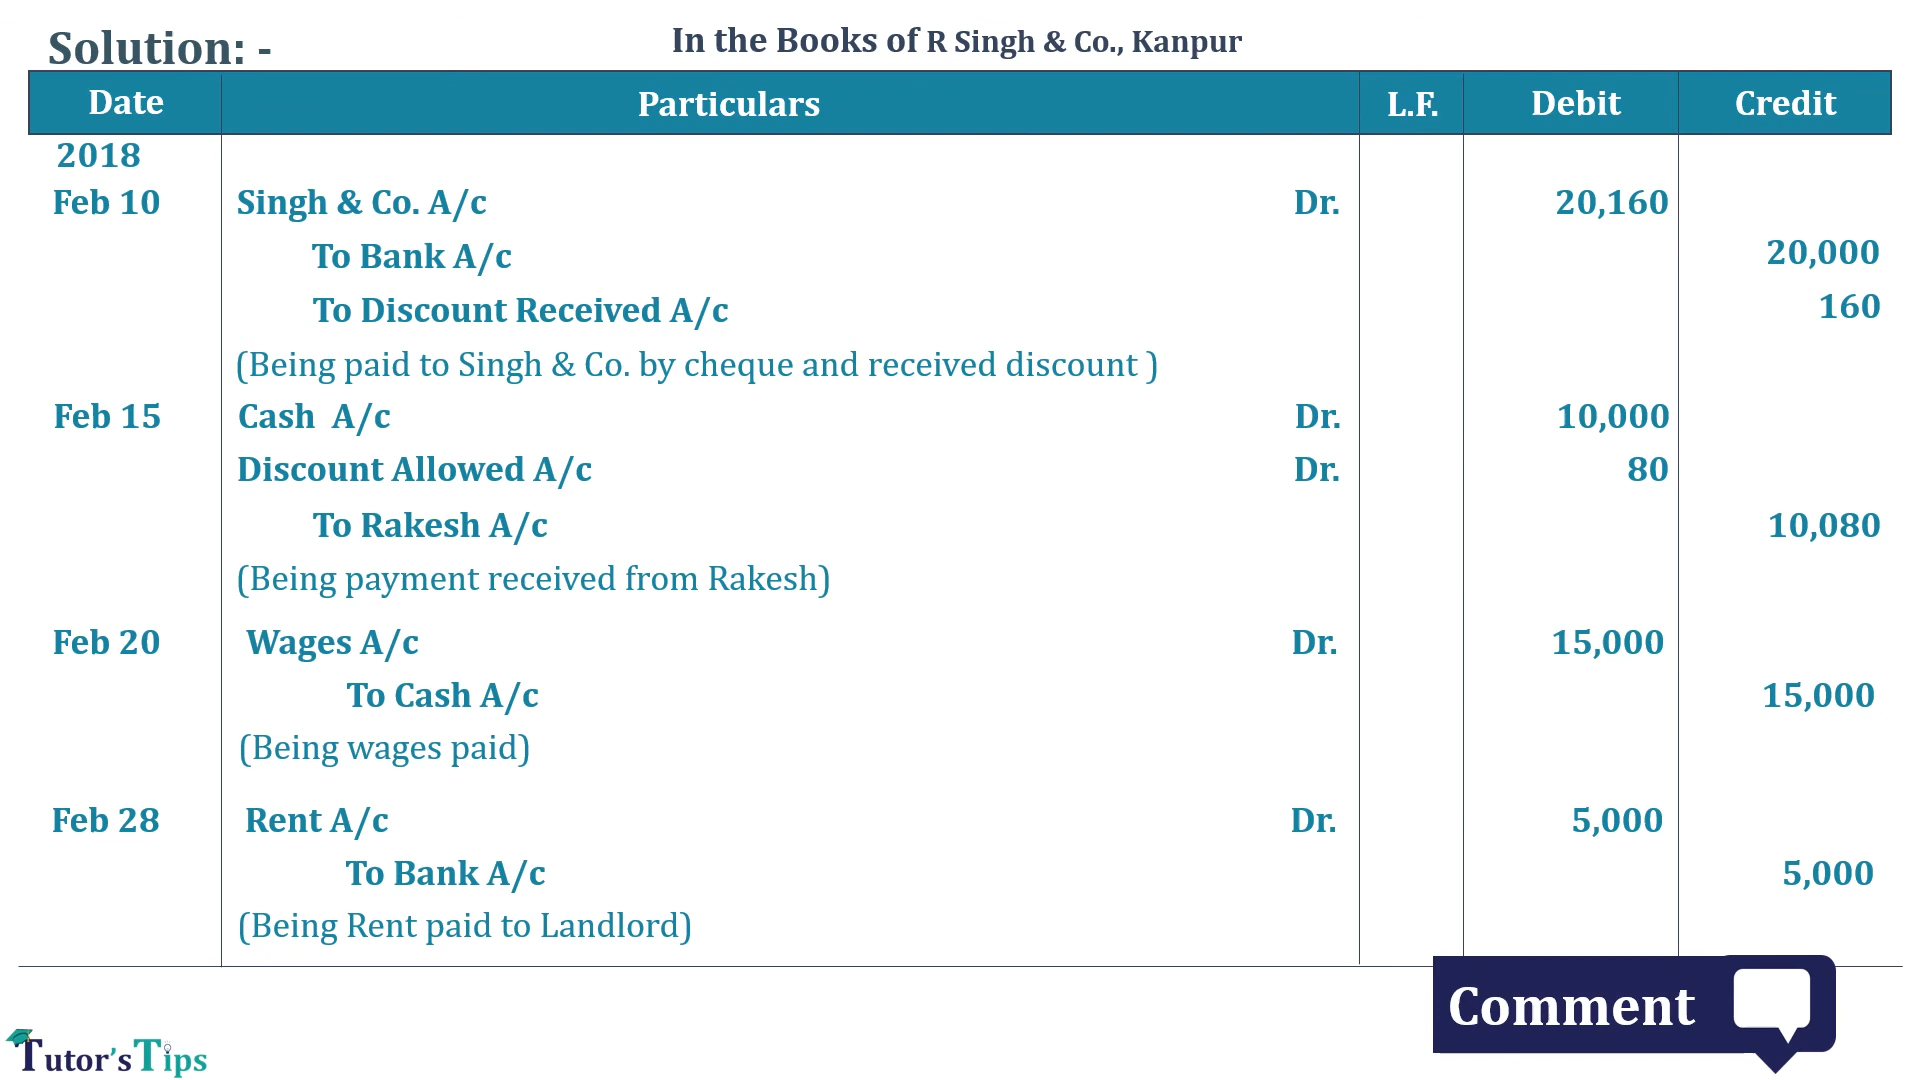 Solution: -
In the Books of R Singh & Co., Kanpur
Date Particulars L.F. Debit Credit
2018
Feb 10 Singh & Co. A/c Dr. 20,160
To Bank A/c 20,000
To Discount Received A/c 160
(Being paid to Singh & Co. by cheque and received discount )
Feb 15 Cash A/c Dr. 10,000
Discount Allowed A/c Dr. 80
To Rakesh A/c 10,080
(Being payment received from Rakesh)
Feb 20 Wages A/c Dr. 15,000
To Cash A/c 15,000
(Being wages paid)
Feb 28 Rent A/c Dr. 5,000
To Bank A/c 5,000
(Being Rent paid to Landlord)
Comment
Tutor's Tips